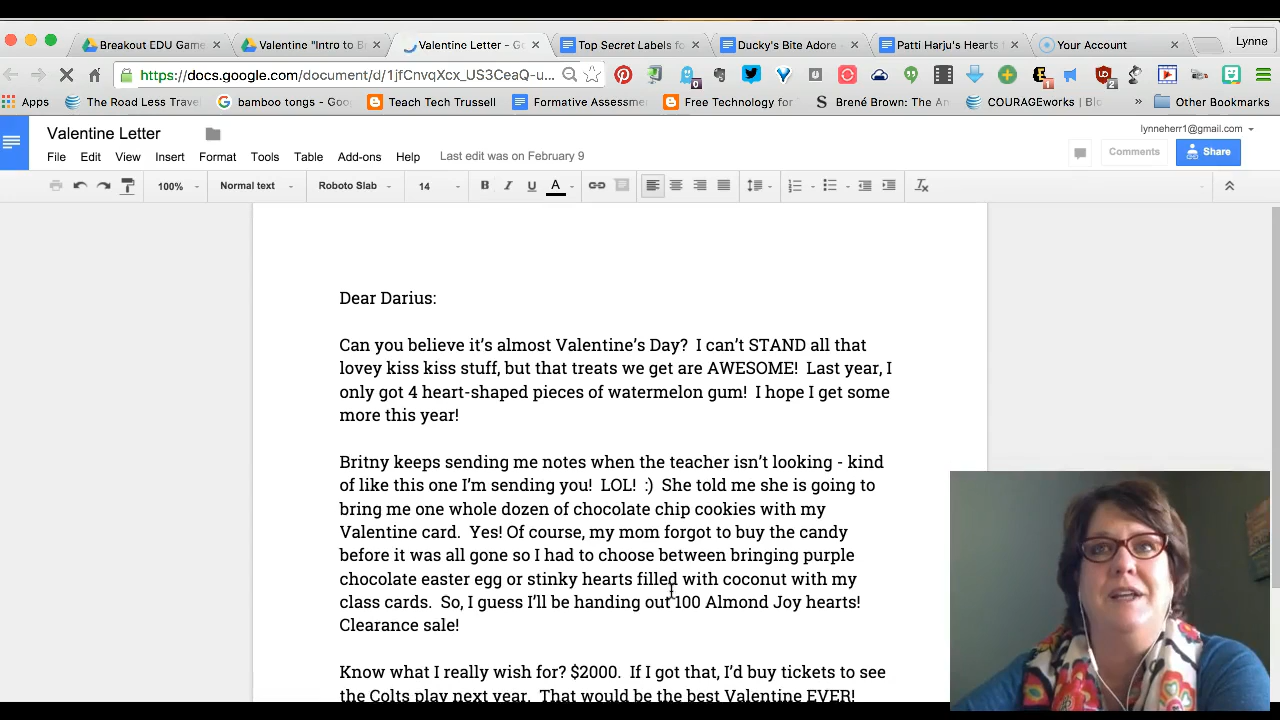 Breakout EDU Game
Valentine "Intro to Br
Valentine Letter - Go
Top Secret Labels fo
Ducky's Bite Adore
Patti Harju's Hearts
Your Account
Lynne
https://docs.google.com/document/d/1jfCnvqXcx_US3CeaQ-u...
Apps
The Road Less Trave
bamboo tongs - Goo
Teach Tech Trussell
Formative Assessme
Free Technology for
Brené Brown: The An
COURAGEworks | Blo
»
Other Bookmarks
Valentine Letter
lynneherr1@gmail.com
File Edit View Insert Format Tools Table Add-ons Help Last edit was on February 9
Comments
Share
100% Normal text Roboto Slab 14 B I U A
Dear Darius:
Can you believe it's almost Valentine's Day? I can't STAND all that
lovey kiss kiss stuff, but that treats we get are AWESOME! Last year, I
only got 4 heart-shaped pieces of watermelon gum! I hope I get some
more this year!
Britny keeps sending me notes when the teacher isn't looking - kind
of like this one I'm sending you! LOL! :) She told me she is going to
bring me one whole dozen of chocolate chip cookies with my
Valentine card. Yes! Of course, my mom forgot to buy the candy
before it was all gone so I had to choose between bringing purple
chocolate easter egg or stinky hearts filled with coconut with my
class cards. So, I guess I'll be handing out 100 Almond Joy hearts!
Clearance sale!
Know what I really wish for? $2000. If I got that, I'd buy tickets to see
the Colts play next year. That would be the best Valentine EVER!